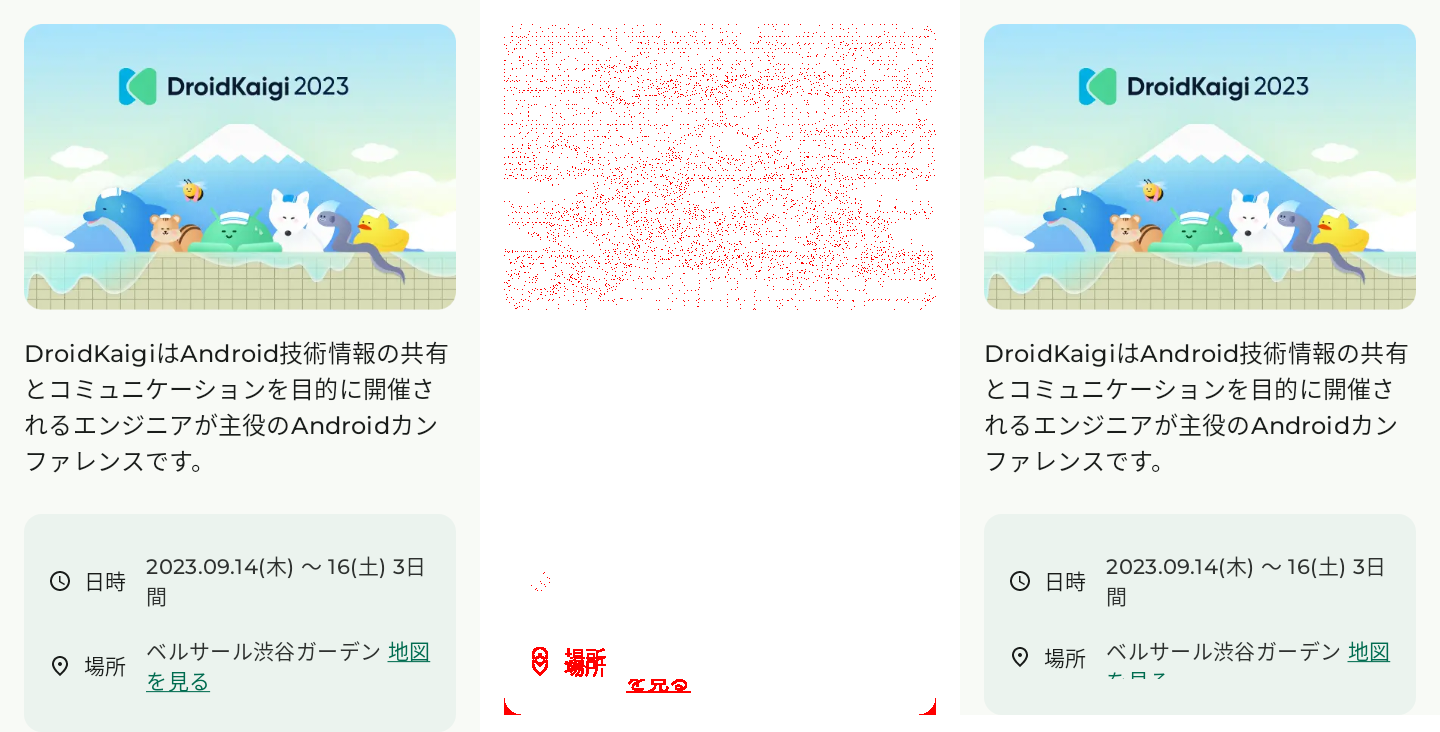 DroidKaigi 2023
DroidKaigiはAndroid技術情報の共有
とコミュニケーションを目的に開催さ
れるエンジニアが主役のAndroidカン
ファレンスです。
日時
2023.09.14(木) 〜 16(土) 3日
間
場所
ベルサール渋谷ガーデン 地図
を見る
場所
を見る
DroidKaigi 2023
DroidKaigiはAndroid技術情報の共有
とコミュニケーションを目的に開催さ
れるエンジニアが主役のAndroidカン
ファレンスです。
日時
2023.09.14(木) 〜 16(土) 3日
間
場所
ベルサール渋谷ガーデン 地図
を見る